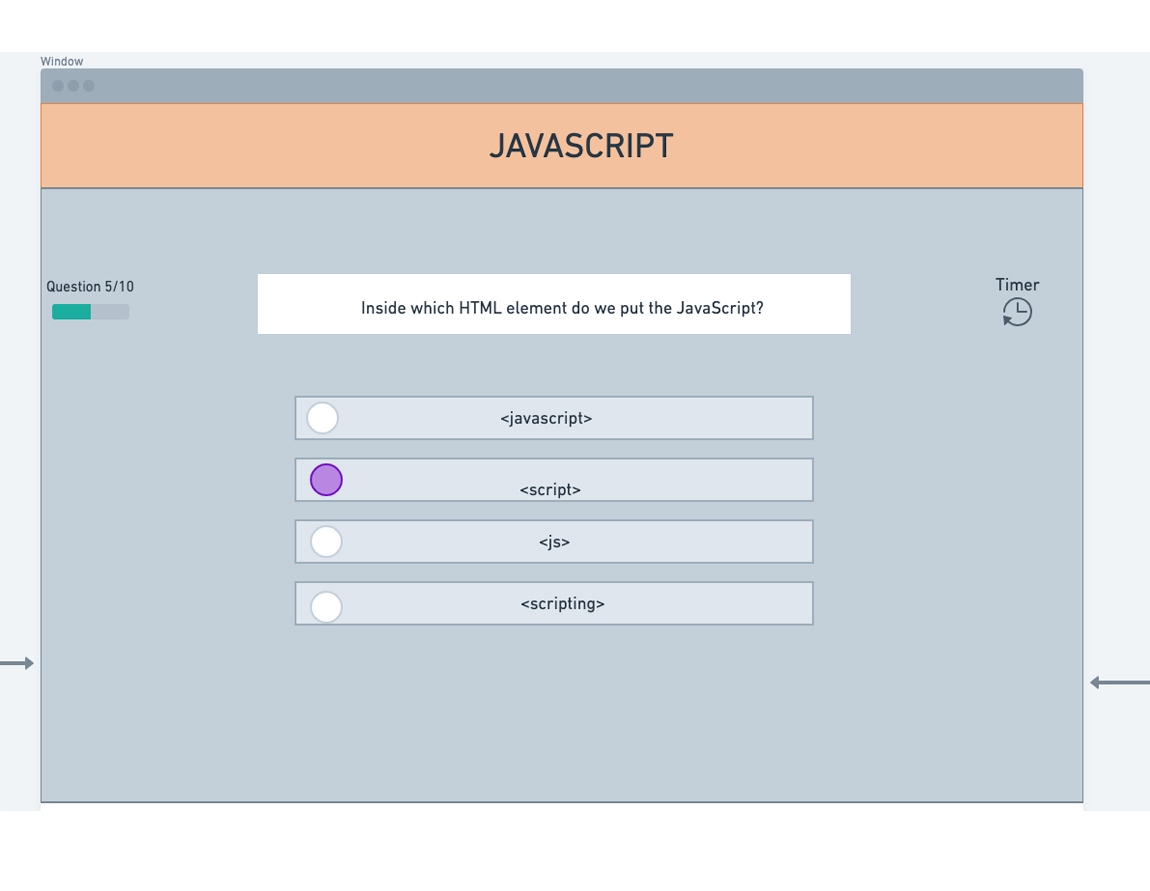 Window
JAVASCRIPT
Question 5/10
Inside which HTML element do we put the JavaScript?
Timer
<javascript>
<script>
<js>
<scripting>